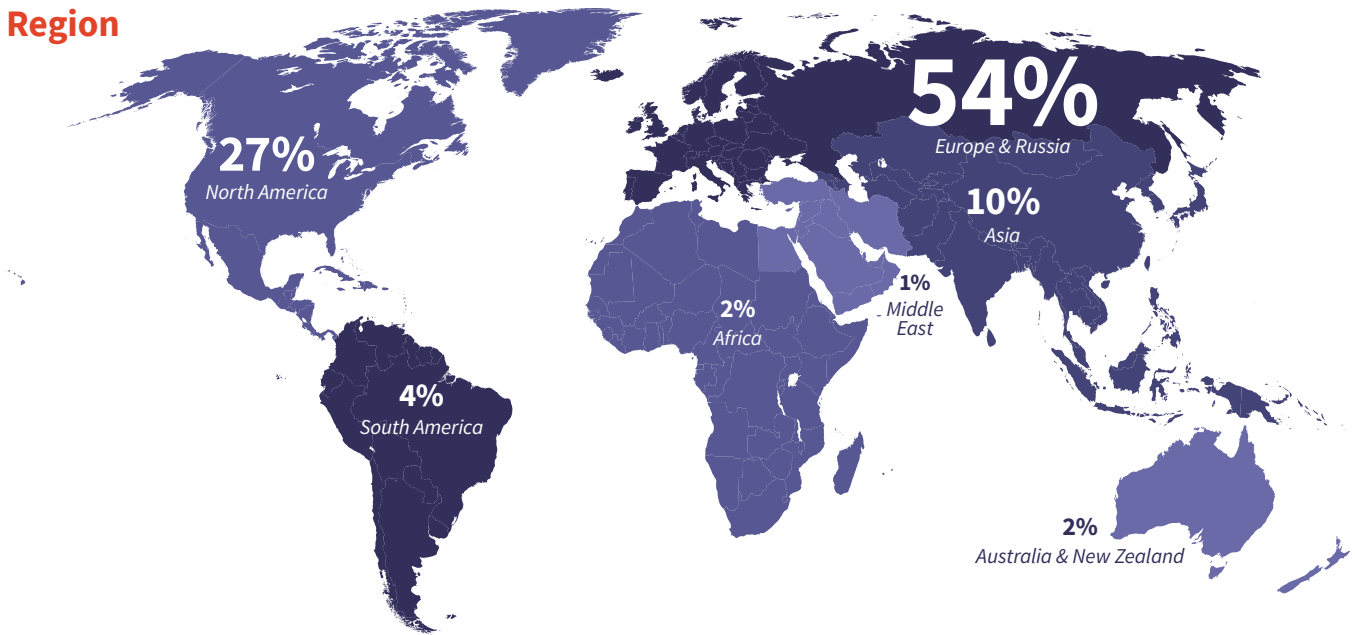 Region
54%
Europe & Russia
27%
North America
10%
Asia
1%
Middle
East
2%
Africa
4%
South America
2%
Australia & New Zealand